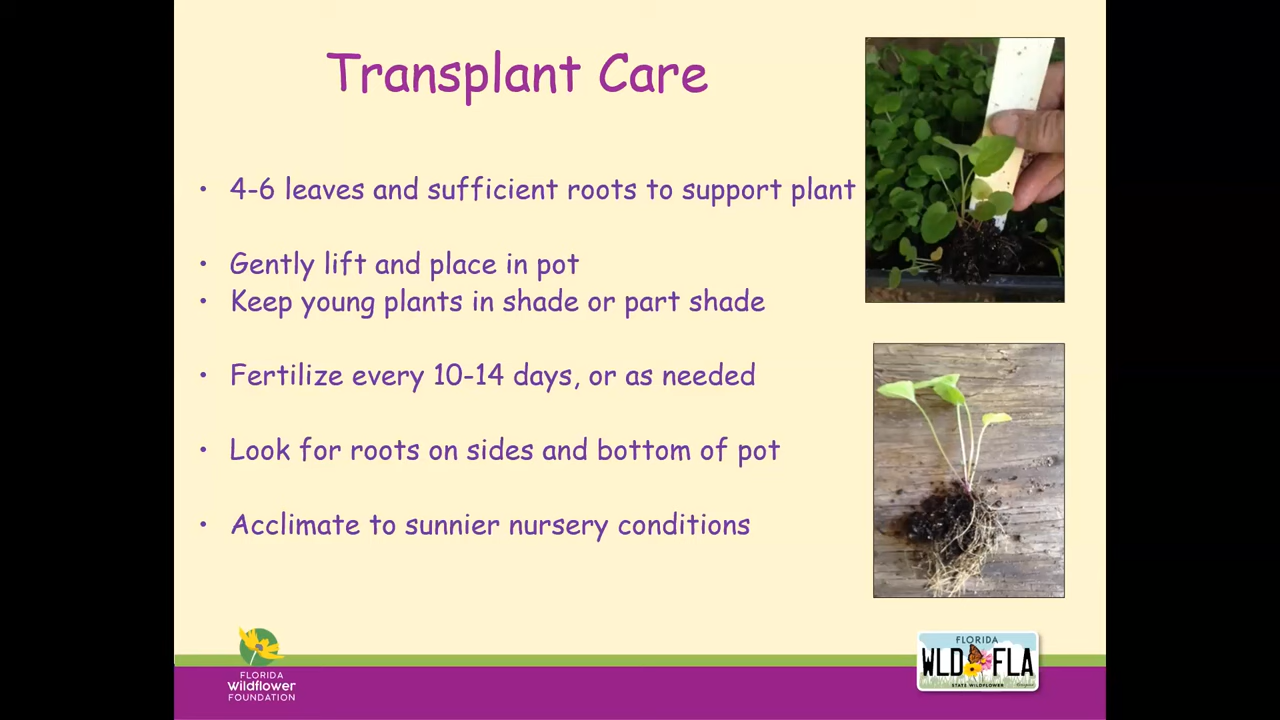 Transplant Care
• 4-6 leaves and sufficient roots to support plant
• Gently lift and place in pot
• Keep young plants in shade or part shade
• Fertilize every 10-14 days, or as needed
• Look for roots on sides and bottom of pot
• Acclimate to sunnier nursery conditions
FLORIDA
Wildflower
FOUNDATION
FLORIDA
WLD FLA
STATE WILDFLOWER